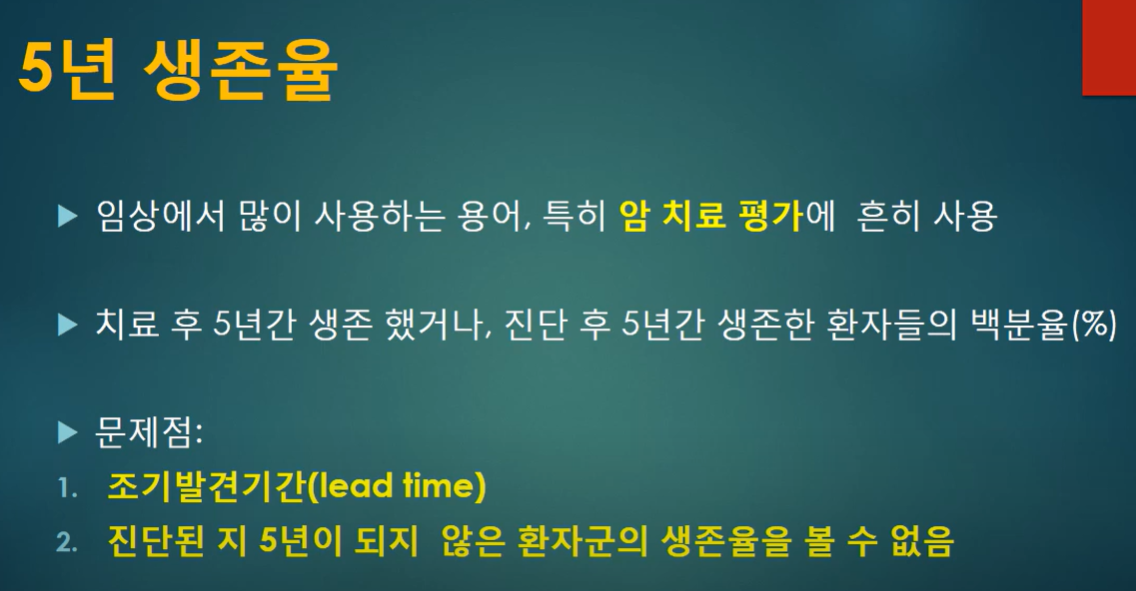 5년 생존율
임상에서 많이 사용하는 용어, 특히 암 치료 평가에 흔히 사용
치료 후 5년간 생존 했거나, 진단 후 5년간 생존한 환자들의 백분율(%)
문제점:
1. 조기발견기간(lead time)
2. 진단된 지 5년이 되지 않은 환자군의 생존율을 볼 수 없음